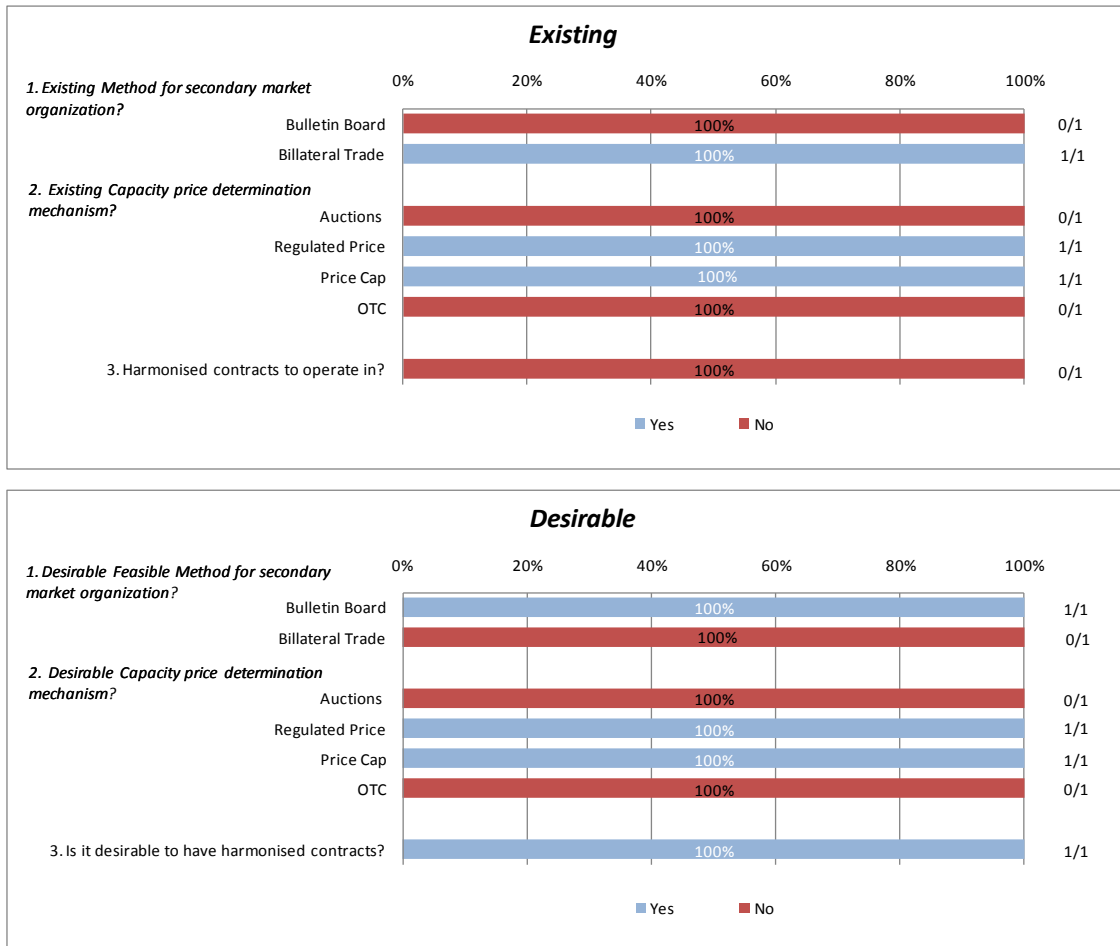 Existing
0% 20% 40% 60% 80% 100%
1. Existing Method for secondary market
organization?
Bulletin Board 100% 0/1
Billateral Trade 100% 1/1
2. Existing Capacity price determination
mechanism?
Auctions 100% 0/1
Regulated Price 100% 1/1
Price Cap 100% 1/1
OTC 100% 0/1
3. Harmonised contracts to operate in? 100% 0/1
Yes No
Desirable
0% 20% 40% 60% 80% 100%
1. Desirable Feasible Method for secondary
market organization?
Bulletin Board 100% 1/1
Billateral Trade 100% 0/1
2. Desirable Capacity price determination
mechanism?
Auctions 100% 0/1
Regulated Price 100% 1/1
Price Cap 100% 1/1
OTC 100% 0/1
3. Is it desirable to have harmonised contracts? 100% 1/1
Yes No